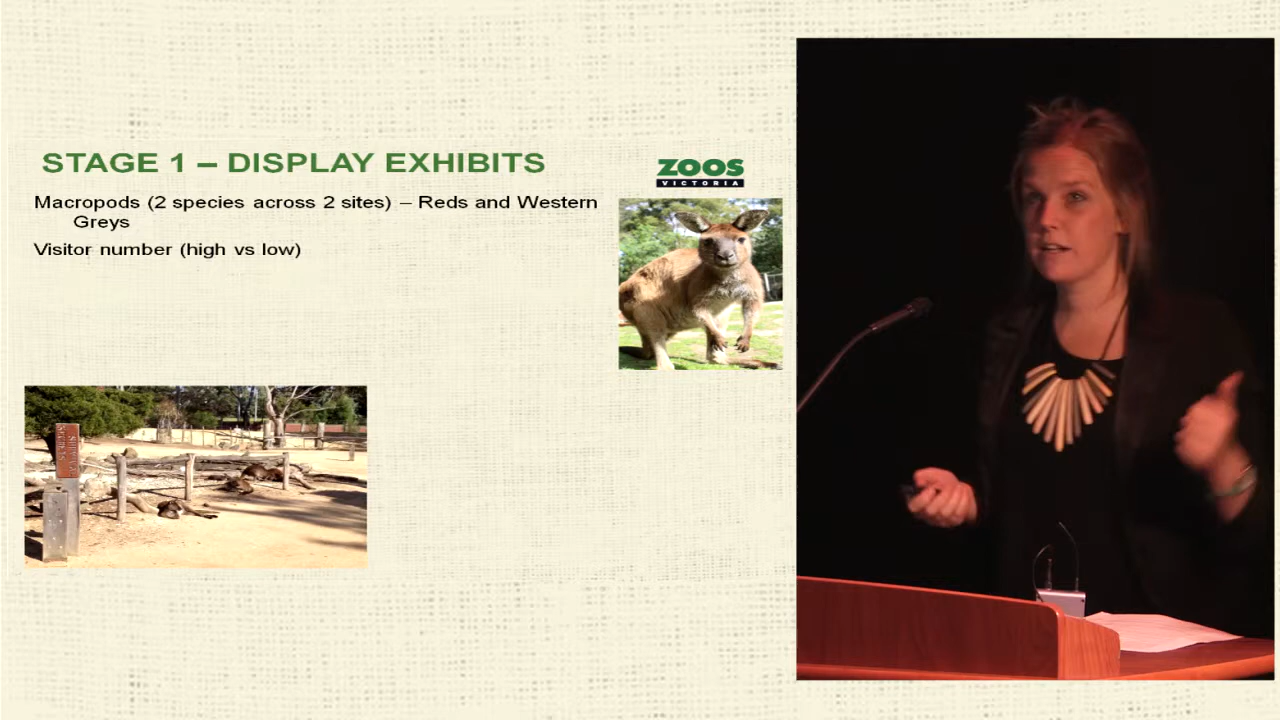 STAGE 1 – DISPLAY EXHIBITS
ZOOS
VICTORIA
Macropods (2 species across 2 sites) – Reds and Western
Greys
Visitor number (high vs low)